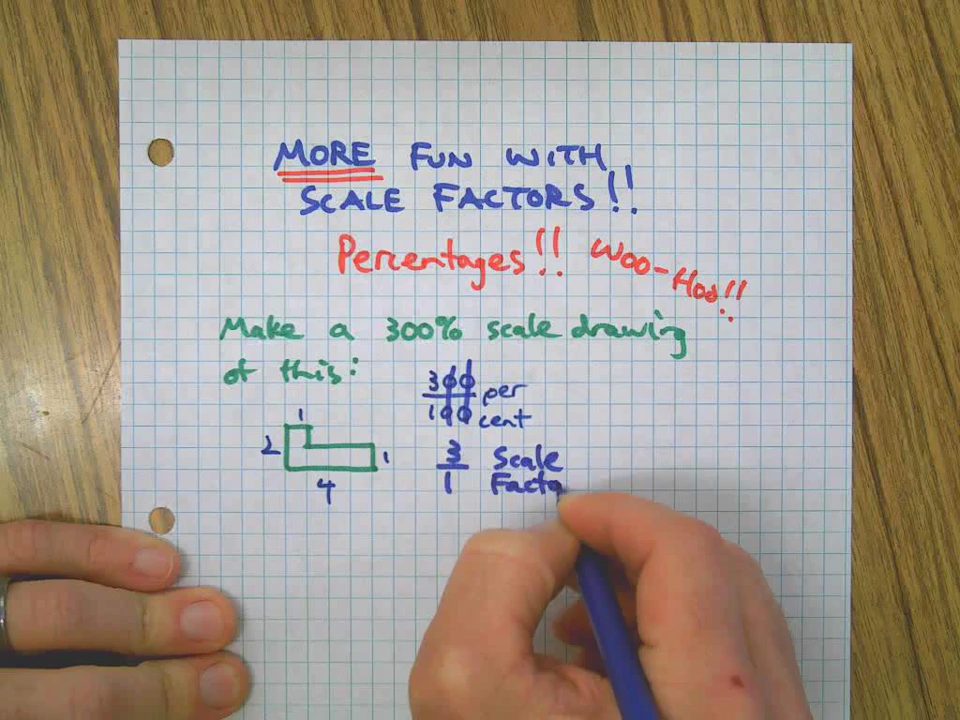 MORE FUN WITH
SCALE FACTORS!!
Percentages!! Woo-Hoo!!
Make a 300% scale drawing
of this:
300 per
100 cent
1
2
1
4
3 Scale
1 Facto